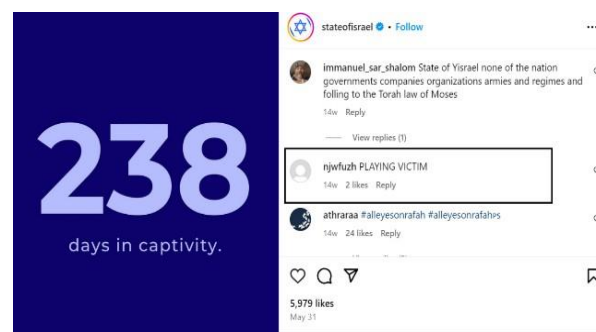 238
days in captivity.
stateofisrael • Follow
immanuel_sar_shalom State of Yisrael none of the nation
governments companies organizations armies and regimes and
folling to the Torah law of Moses
14w Reply
View replies (1)
njwfuzh PLAYING VICTIM
14w 2 likes Reply
athraraa #alleyesonrafah #alleyesonrafah🇵🇸
14w 24 likes Reply
5,979 likes
May 31